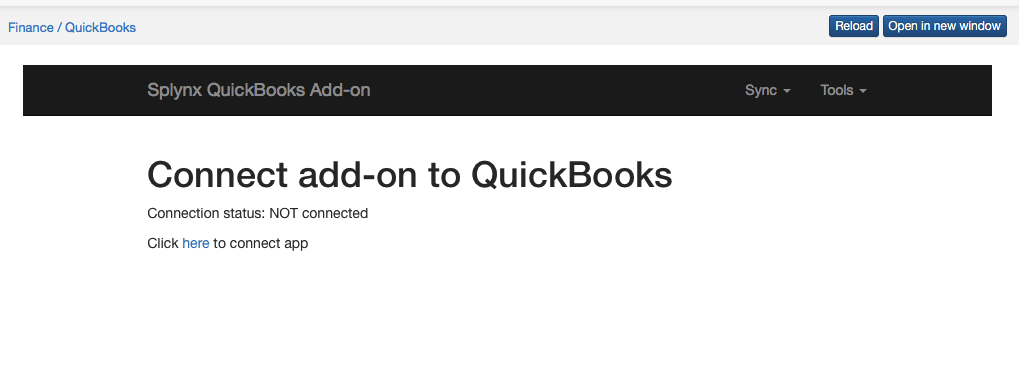 Finance / QuickBooks
Reload
Open in new window
Splynx QuickBooks Add-on
Sync
Tools
Connect add-on to QuickBooks
Connection status: NOT connected
Click here to connect app